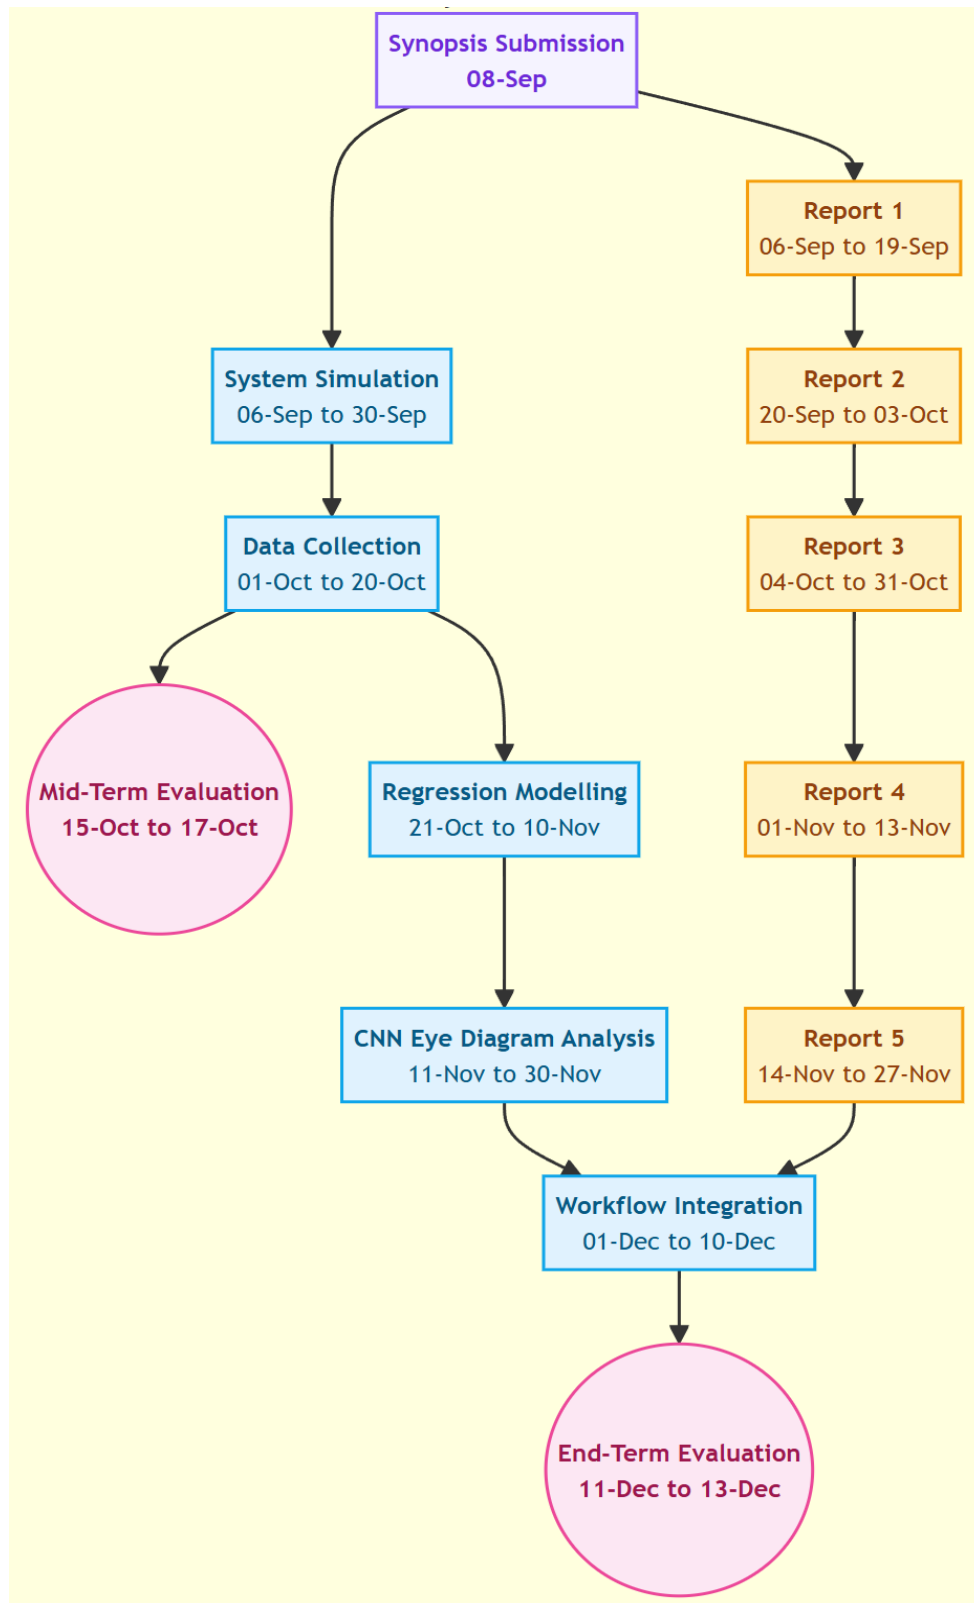 Synopsis Submission
08-Sep
Report 1
06-Sep to 19-Sep
System Simulation
06-Sep to 30-Sep
Report 2
20-Sep to 03-Oct
Data Collection
01-Oct to 20-Oct
Report 3
04-Oct to 31-Oct
Mid-Term Evaluation
15-Oct to 17-Oct
Regression Modelling
21-Oct to 10-Nov
Report 4
01-Nov to 13-Nov
CNN Eye Diagram Analysis
11-Nov to 30-Nov
Report 5
14-Nov to 27-Nov
Workflow Integration
01-Dec to 10-Dec
End-Term Evaluation
11-Dec to 13-Dec